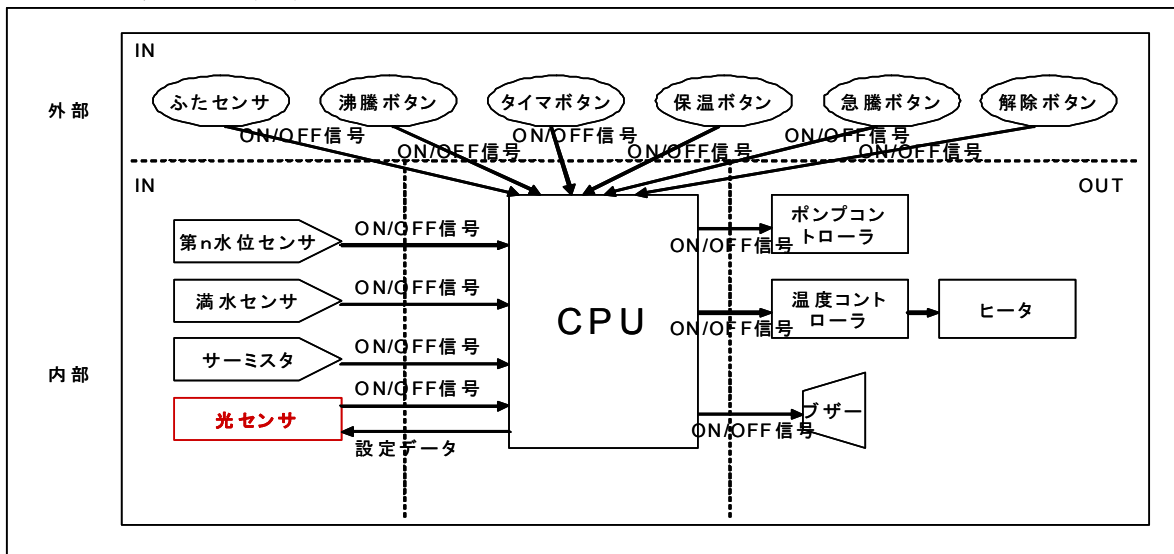 IN
外部
ふたセンサ
沸騰ボタン
タイマボタン
保温ボタン
急騰ボタン
解除ボタン
ON/OFF信号
ON/OFF信号
ON/OFF信号
ON/OFF信号
ON/OFF信号
ON/OFF信号
IN
OUT
内部
第n水位センサ
ON/OFF信号
満水センサ
ON/OFF信号
サーミスタ
ON/OFF信号
光センサ
ON/OFF信号
設定データ
CPU
ON/OFF信号
ポンプコン
トローラ
ON/OFF信号
温度コント
ローラ
ヒータ
ON/OFF信号
ブザー